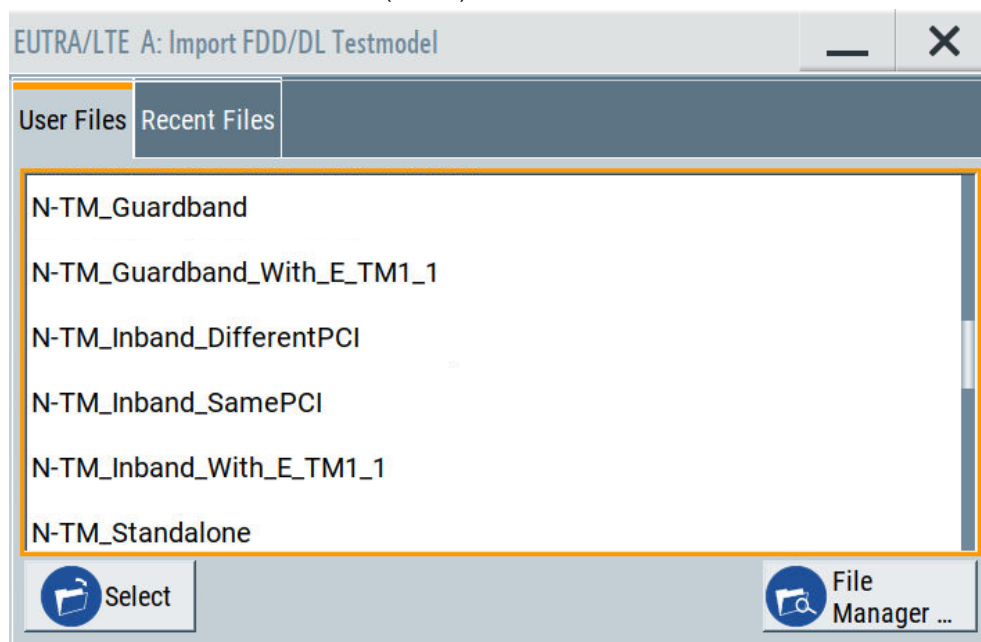 EUTRA/LTE A: Import FDD/DL Testmodel
User Files Recent Files
N-TM_Guardband
N-TM_Guardband_With_E_TM1_1
N-TM_Inband_DifferentPCI
N-TM_Inband_SamePCI
N-TM_Inband_With_E_TM1_1
N-TM_Standalone
Select
File
Manager ...